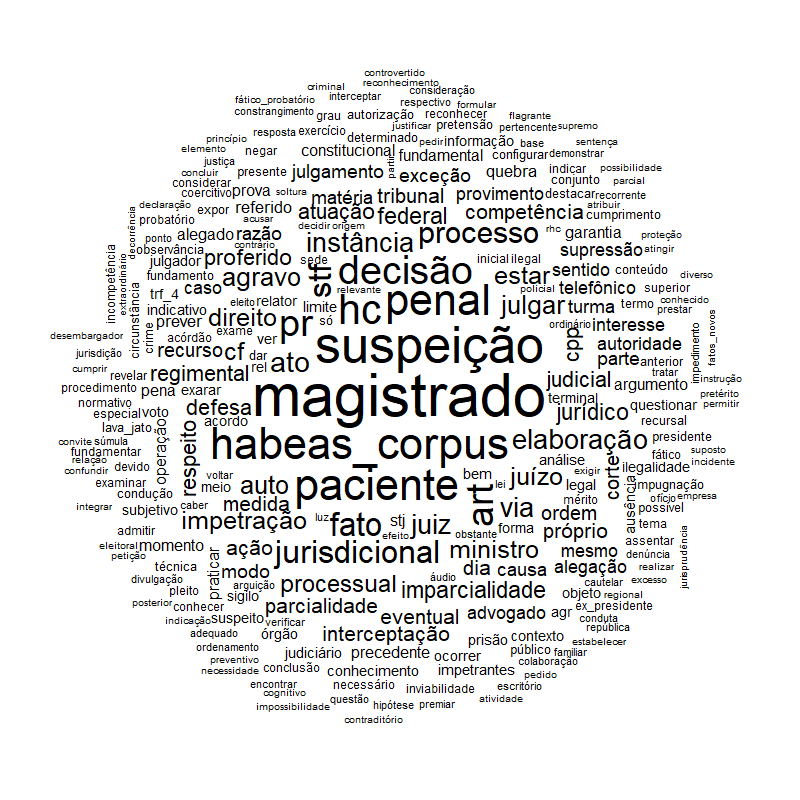 controvertido
criminal reconhecimento
interceptar consideração
fático_probatório respectivo formular
constrangimento grau autorização reconhecer flagrante
resposta exercício justificar pretensão pertencente supremo
princípio determinado pedir informação base sentença
elemento negar constitucional partir fundamental configurar demonstrar
justiça
concluir presente julgamento exceção quebra indicar possibilidade
considerar conjunto parcial
coercitivo prova soltura matéria tribunal provimento destacar recorrente
declaração expor referido atuação federal competência atribuir cumprimento
probatório acusar
decorrência ponto alegado razão decidir origem processo rhc garantia proteção
observância contrário instância supressão atingir
julgador proferido sede stf decisão inicial ilegal sentido conteúdo diverso
incompetência extraordinário fundamento caso agravo relevante estar policial telefônico superior
circunstância trf_4 eleito relator limite hc penal julgar turma termo conhecido
indicativo direito prestar
crime prever exame ver só pr suspeição ordinário interesse fatos_novos
desembargador acórdão cpp autoridade impedimento
jurisdição recurso cf dar ato parte anterior
cumprir revelar regimental rel magistrado judicial tratar instrução
procedimento pena exarar terminal argumento pretérito
normativo especial voto defesa jurídico questionar permitir
lava_jato acordo recursal
convite súmula operação respeito habeas_corpus elaboração presidente
fundamentar corte fático suposto
relação confundir devido voltar bem análise ilegalidade incidente
examinar meio auto paciente lei juízo exigir legal impugnação
condução caber art mérito ausência ofício empresa
integrar subjetivo medida via ordem possível
impetração luz fato stj juiz obstante forma próprio tema
admitir efeito assentar jurisprudência
eleitoral momento ação jurisdicional ministro mesmo denúncia
petição técnica modo dia causa alegação realizar
divulgação praticar arguição áudio cautelar excesso
pleito sigilo processual imparcialidade objeto regional
posterior conhecer parcialidade eventual advogado agr ex_presidente
indicação suspeito verificar conduta
adequado órgão interceptação prisão contexto república
ordenamento judiciário precedente ocorrer público familiar estabelecer
preventivo colaboração
necessidade conclusão conhecimento impetrantes pedido
encontrar necessário inviabilidade escritório
cognitivo questão atividade
impossibilidade hipótese premiar
contraditório